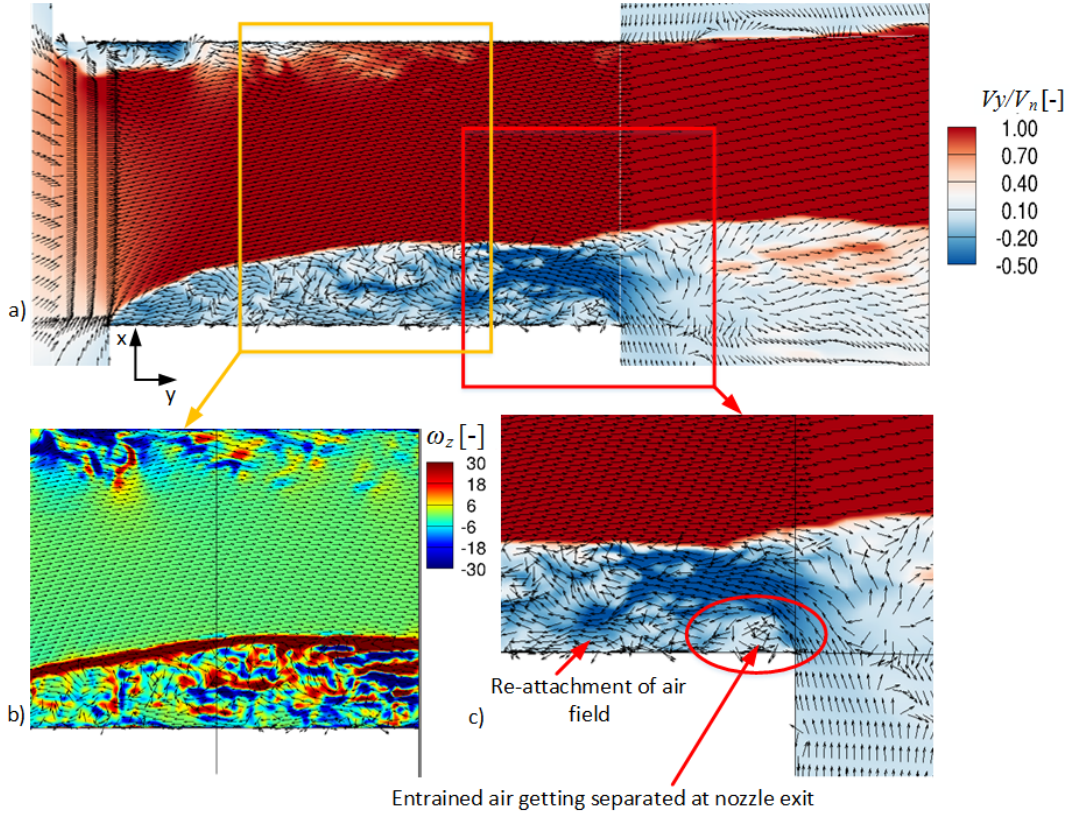 Vy/Vn [-]
1.00
0.70
0.40
0.10
-0.20
-0.50
a)
x
y
ωz [-]
30
18
6
-6
-18
-30
b)
c)
Re-attachment of air
field
Entrained air getting separated at nozzle exit